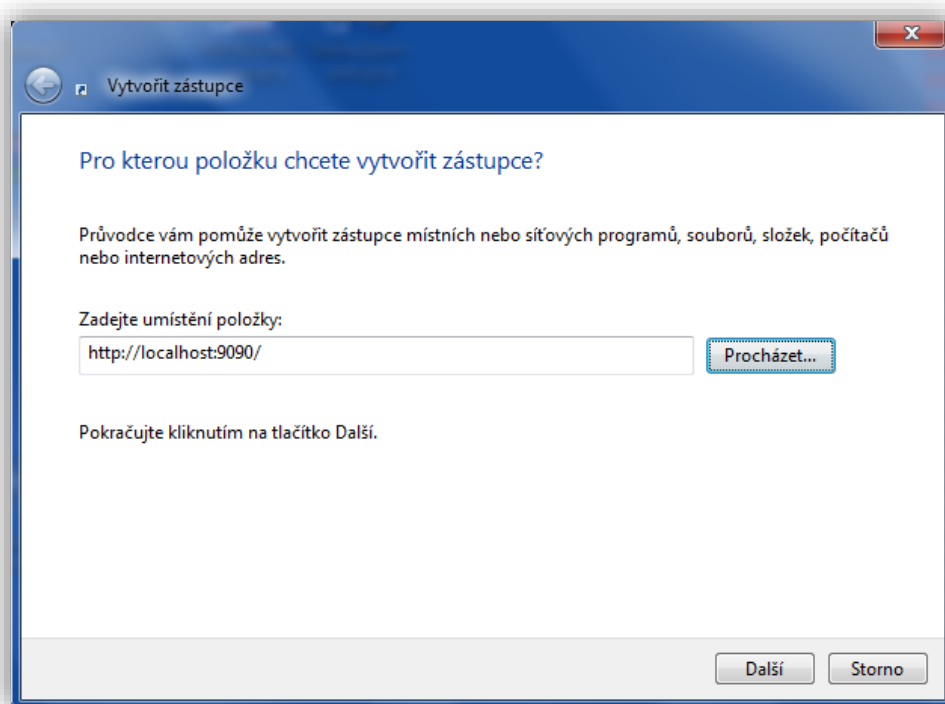 Vytvořit zástupce
Pro kterou položku chcete vytvořit zástupce?
Průvodce vám pomůže vytvořit zástupce místních nebo síťových programů, souborů, složek, počítačů
nebo internetových adres.
Zadejte umístění položky:
http://localhost:9090/
Procházet...
Pokračujte kliknutím na tlačítko Další.
Další
Storno